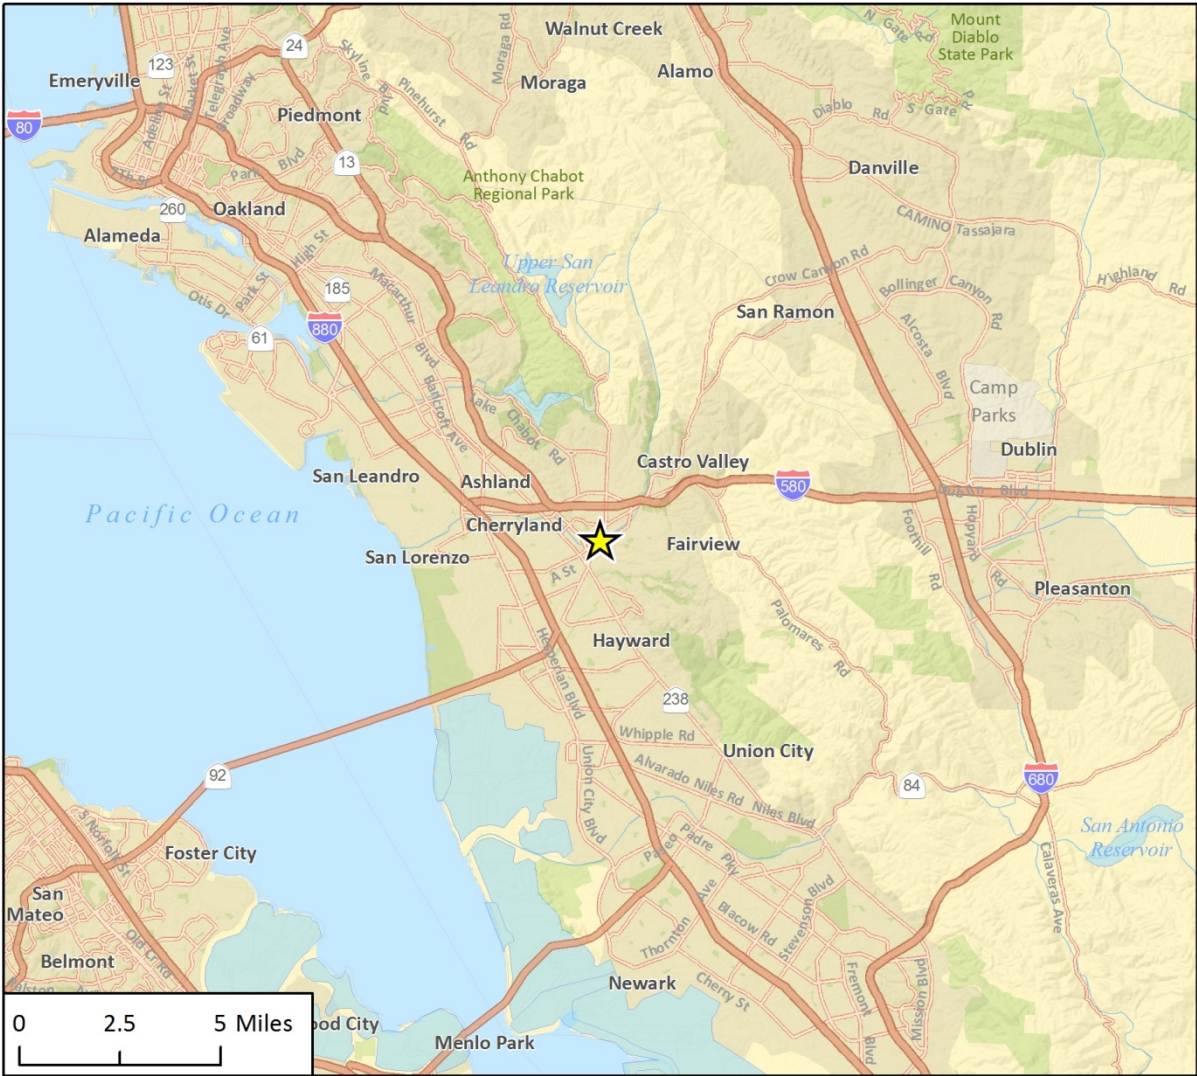 Walnut Creek
Mount
Diablo
State Park
N Gate Rd
24
Moraga Rd
Skyline Blvd
123
Emeryville
Alamo
Moraga
Adeline St
Market St
Telegraph Ave
Broadway
Pinehurst Rd
S Gate Rd
Diablo Rd
80
Piedmont
13
Park Blvd
7Th St
Danville
Anthony Chabot
Regional Park
260
Oakland
Alameda
CAMINO Tassajara
High St
Upper San
Leandro Reservoir
Crow Canyon Rd
Highland Rd
Bollinger Canyon Rd
Park St
Otis Dr
185
Macarthur Blvd
San Ramon
880
61
Alcosta Blvd
Bancroft Ave
Camp
Parks
Lake Chabot Rd
Dublin
Castro Valley
San Leandro
Ashland
580
Dublin Blvd
Pacific Ocean
Cherryland
Foothill Rd
Hopyard Rd
San Lorenzo
Fairview
A St
Pleasanton
Palomares Rd
Hayward
Hesperian Blvd
238
Whipple Rd
Union City
92
Union City Blvd
Alvarado Niles Rd
Niles Blvd
84
680
S Norfolk St
San Antonio
Reservoir
Foster City
Paseo Padre Pky
Calaveras Ave
San
Mateo
Thornton Ave
Blacow Rd
Stevenson Blvd
Belmont
Newark
Cherry St
Fremont Blvd
Mission Blvd
0 2.5 5 Miles
ood City
Menlo Park